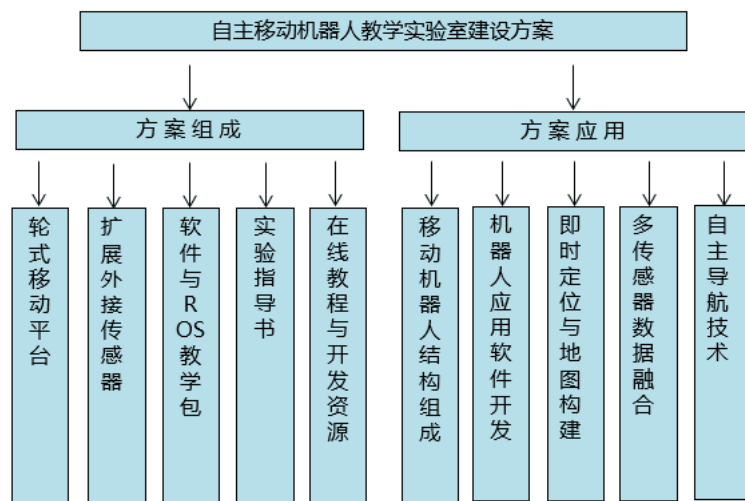 自主移动机器人教学实验室建设方案
方案组成
方案应用
轮式移动平台
扩展外接传感器
软件与ROS教学包
实验指导书
在线教程与开发资源
移动机器人结构组成
机器人应用软件开发
即时定位与地图构建
多传感器数据融合
自主导航技术